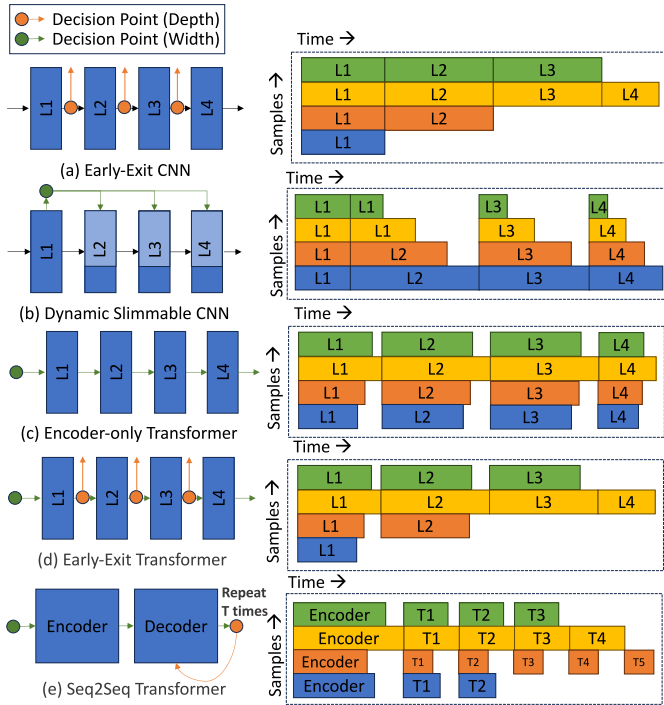 Decision Point (Depth)
Decision Point (Width)
L1 L2 L3 L4
(a) Early-Exit CNN
Time →
Samples →
L1 L2 L3
L1 L2 L3 L4
L1 L2
L1
L1 L2 L3 L4
(b) Dynamic Slimmable CNN
Time →
Samples →
L1 L1 L3 L4
L1 L1 L3 L4
L1 L2 L3 L4
L1 L2 L3 L4
L1 L2 L3 L4
(c) Encoder-only Transformer
Time →
Samples →
L1 L2 L3 L4
L1 L2 L3 L4
L1 L2 L3 L4
L1 L2 L3 L4
L1 L2 L3 L4
(d) Early-Exit Transformer
Time →
Samples →
L1 L2 L3
L1 L2 L3 L4
L1 L2
L1
Repeat
T times
Encoder Decoder
(e) Seq2Seq Transformer
Time →
Samples →
Encoder T1 T2 T3
Encoder T1 T2 T3 T4
Encoder T1 T2 T3 T4 T5
Encoder T1 T2